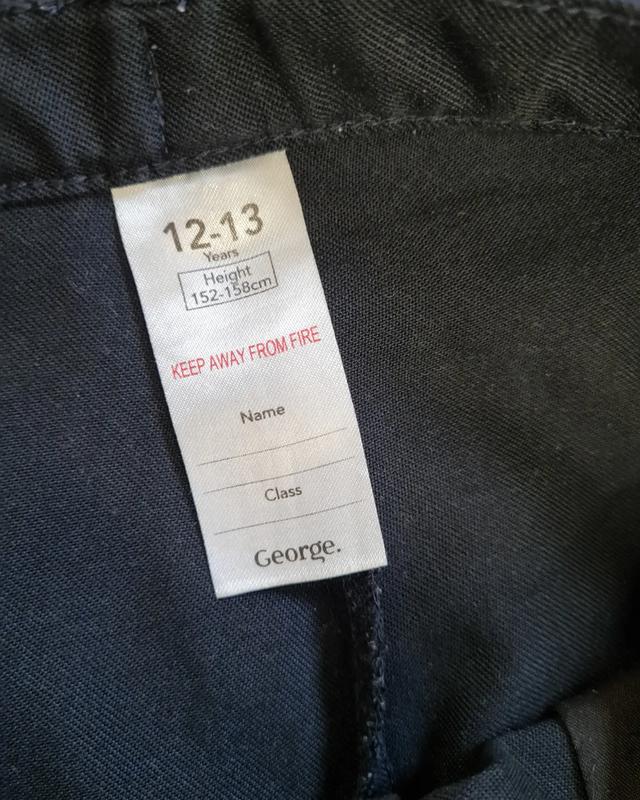 12-13
Years
Height
152-158cm
KEEP AWAY FROM FIRE
Name
Class
George.